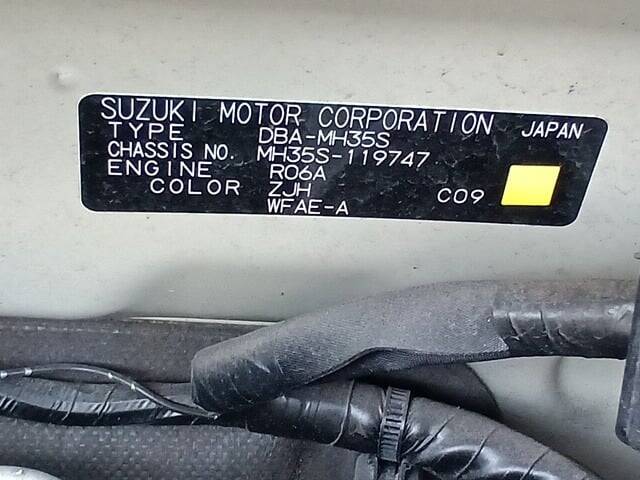 SUZUKI MOTOR CORPORATION JAPAN
TYPE DBA-MH35S
CHASSIS NO. MH35S-119747
ENGINE R06A
COLOR ZJH C09
WFAE-A